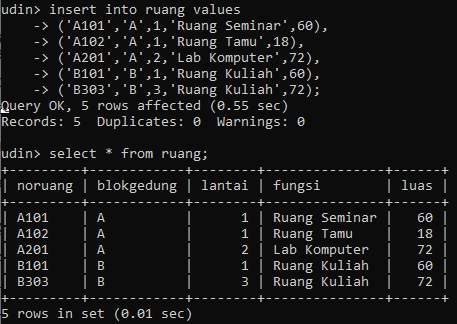 udin> insert into ruang values
    -> ('A101','A',1,'Ruang Seminar',60),
    -> ('A102','A',1,'Ruang Tamu',18),
    -> ('A201','A',2,'Lab Komputer',72),
    -> ('B101','B',1,'Ruang Kuliah',60),
    -> ('B303','B',3,'Ruang Kuliah',72);
Query OK, 5 rows affected (0.55 sec)
Records: 5  Duplicates: 0  Warnings: 0

udin> select * from ruang;
+---------+------------+--------+---------------+------+
| noruang | blokgedung | lantai | fungsi        | luas |
+---------+------------+--------+---------------+------+
| A101    | A          |      1 | Ruang Seminar |   60 |
| A102    | A          |      1 | Ruang Tamu    |   18 |
| A201    | A          |      2 | Lab Komputer  |   72 |
| B101    | B          |      1 | Ruang Kuliah  |   60 |
| B303    | B          |      3 | Ruang Kuliah  |   72 |
+---------+------------+--------+---------------+------+
5 rows in set (0.01 sec)